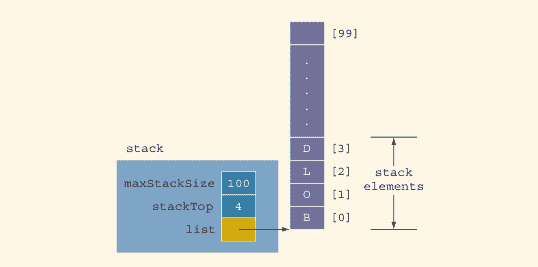 [99]
.
.
.
.
.
stack
D [3]
maxStackSize 100
L [2]
stack
elements
stackTop 4
O [1]
list
B [0]